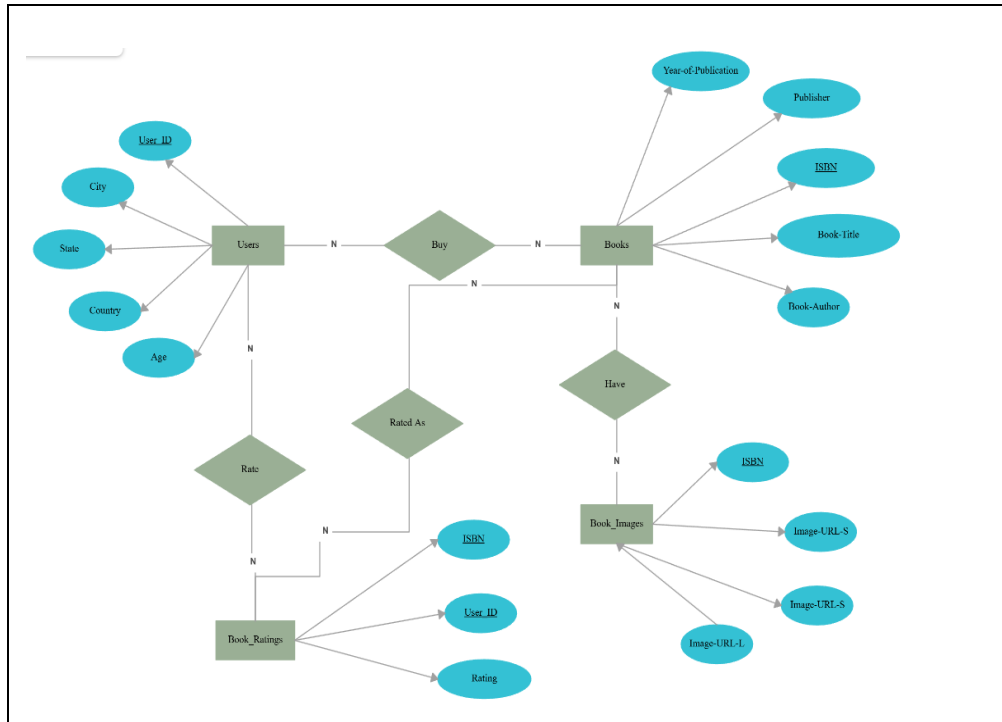 Year-of-Publication
Publisher
User_ID
ISBN
City
State
Users
N
Buy
N
Books
Book-Title
Country
N
Book-Author
N
N
Age
Have
Rated As
Rate
N
ISBN
Book_Images
Image-URL-S
N
ISBN
N
Image-URL-S
User_ID
Book_Ratings
Image-URL-L
Rating